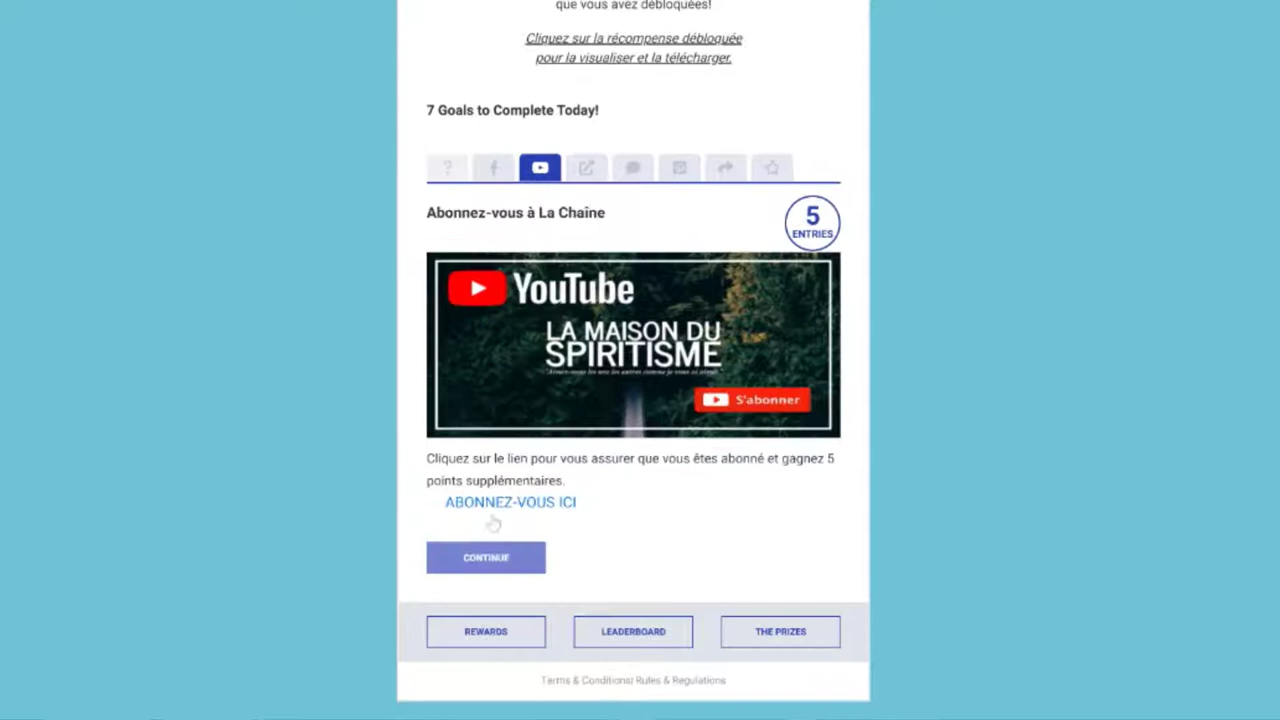 que vous avez débloquées!
Cliquez sur la récompense débloquée
pour la visualiser et la télécharger.
7 Goals to Complete Today!
?
Abonnez-vous à La Chaîne
5
ENTRIES
YouTube
LA MAISON DU
SPIRITISME
S'abonner
Cliquez sur le lien pour vous assurer que vous êtes abonné et gagnez 5
points supplémentaires.
ABONNEZ-VOUS ICI
CONTINUE
REWARDS
LEADERBOARD
THE PRIZES
Terms & Conditions| Rules & Regulations